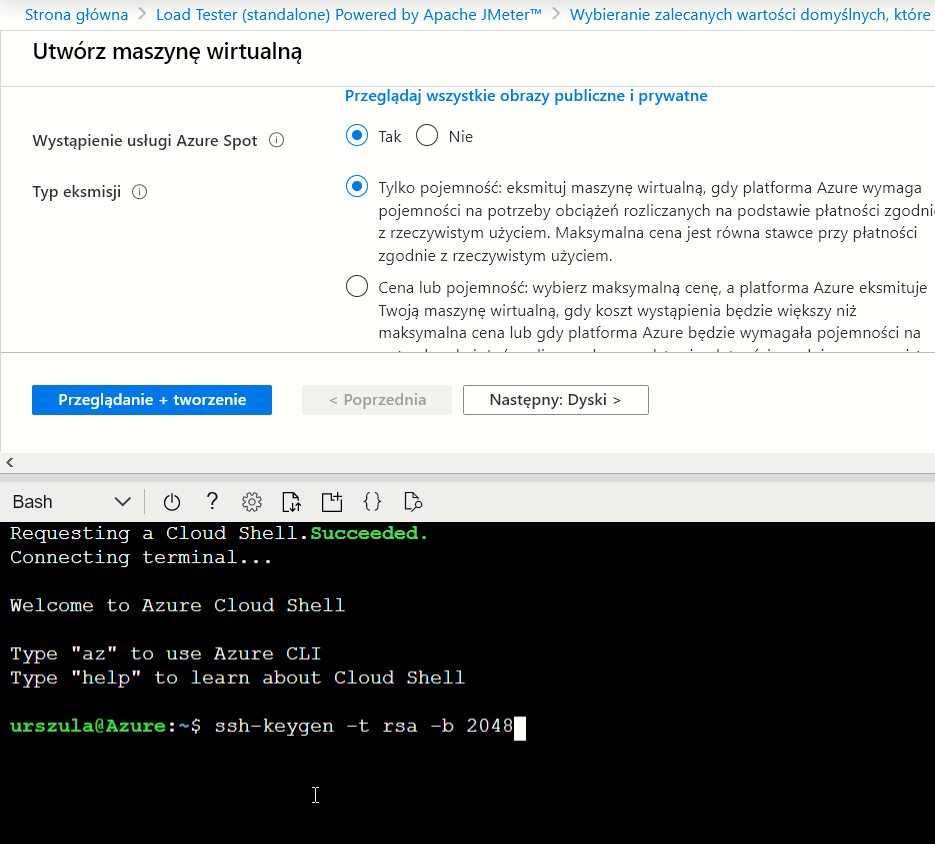 Strona główna > Load Tester (standalone) Powered by Apache JMeter™ > Wybieranie zalecanych wartości domyślnych, które
Utwórz maszynę wirtualną
Przeglądaj wszystkie obrazy publiczne i prywatne
Wystąpienie usługi Azure Spot
Tak
Nie
Typ eksmisji
Tylko pojemność: eksmituj maszynę wirtualną, gdy platforma Azure wymaga
pojemności na potrzeby obciążeń rozliczanych na podstawie płatności
z rzeczywistym użyciem. Maksymalna cena jest równa stawce przy płatności
zgodnie z rzeczywistym użyciem.
Cena lub pojemność: wybierz maksymalną cenę, a platforma Azure eksmituje
Twoją maszynę wirtualną, gdy koszt wystąpienia będzie większy niż
maksymalna cena lub gdy platforma Azure będzie wymagała pojemności na
Przeglądanie + tworzenie
< Poprzednia
Następny: Dyski >
Bash
?
{}
Requesting a Cloud Shell.Succeeded.
Connecting terminal...
Welcome to Azure Cloud Shell
Type "az" to use Azure CLI
Type "help" to learn about Cloud Shell
urszula@Azure:~$ ssh-keygen -t rsa -b 2048